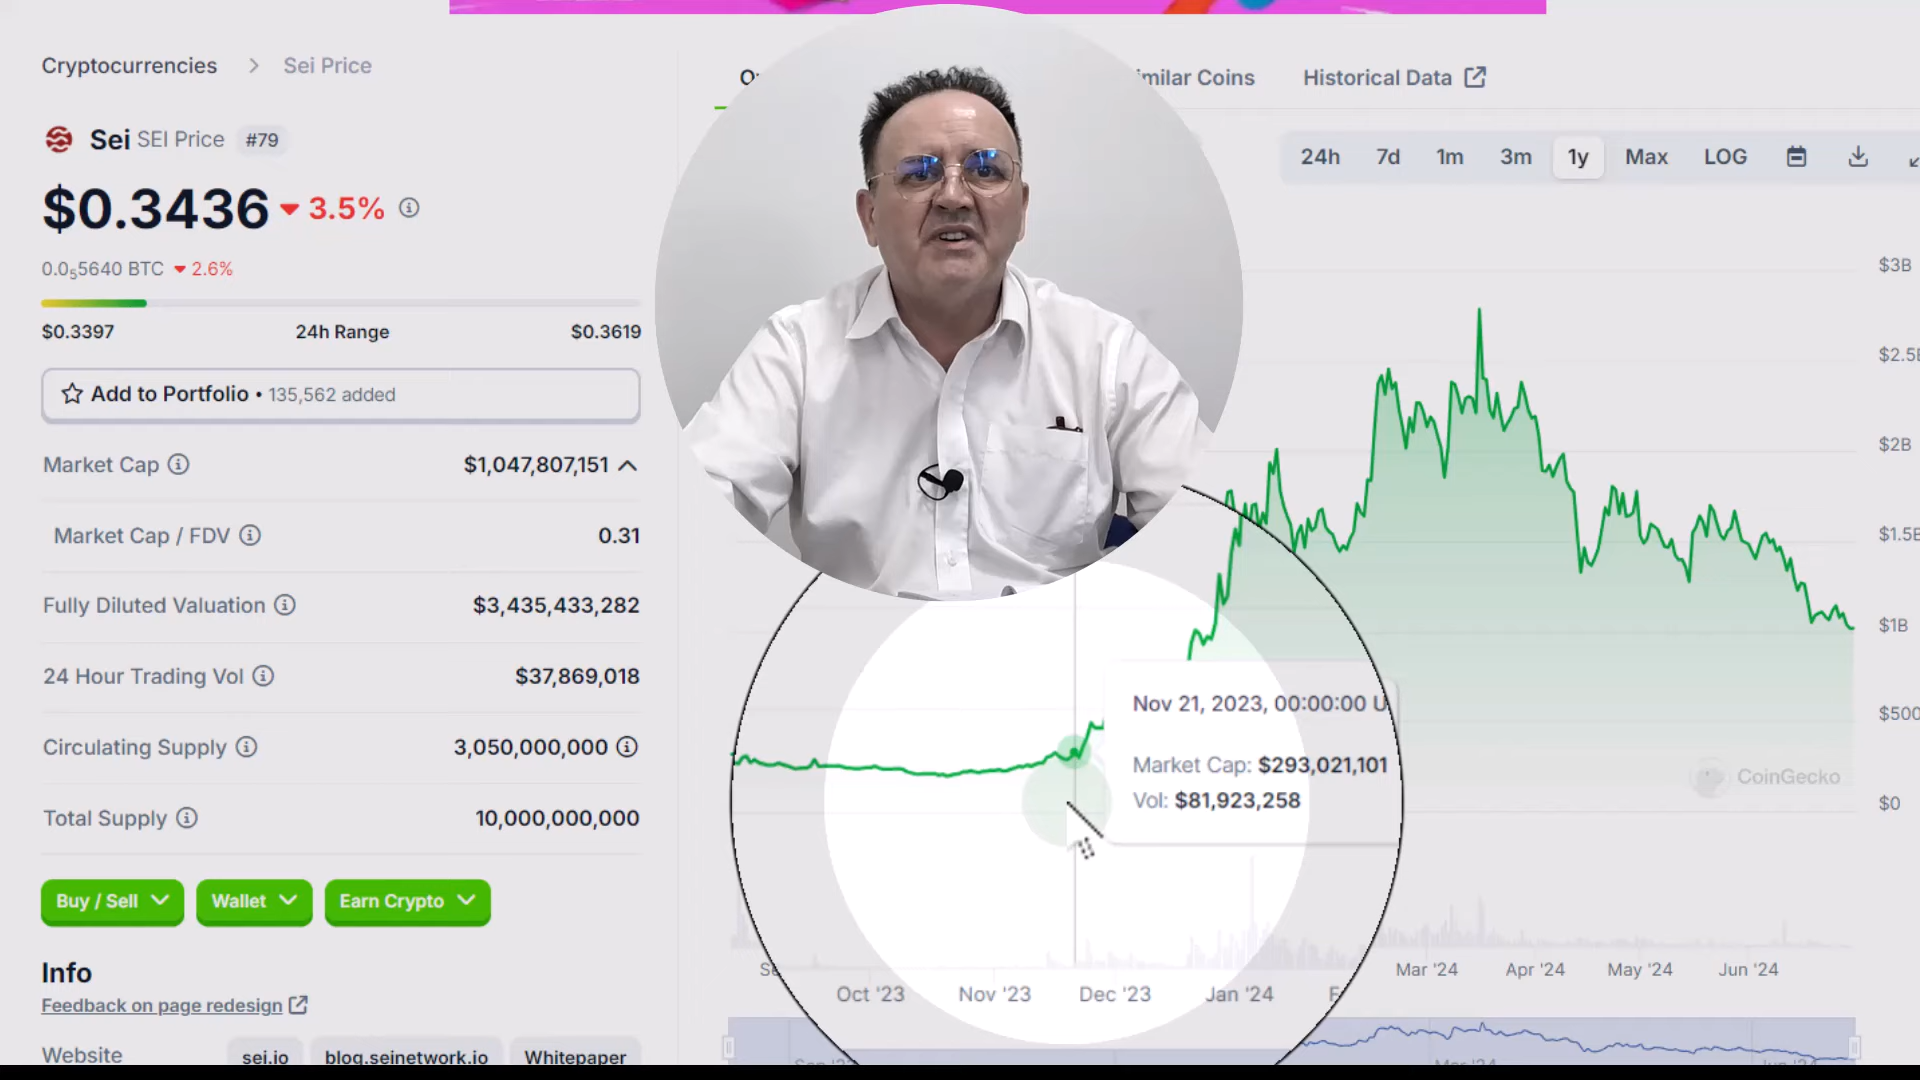 Cryptocurrencies > Sei Price
Sei SEI Price #79
$0.3436 3.5%
0.0₅5640 BTC 2.6%
$0.3397 24h Range $0.3619
Add to Portfolio • 135,562 added
Market Cap $1,047,807,151
Market Cap / FDV 0.31
Fully Diluted Valuation $3,435,433,282
24 Hour Trading Vol $37,869,018
Circulating Supply 3,050,000,000
Total Supply 10,000,000,000
Buy / Sell Wallet Earn Crypto
Info
Feedback on page redesign
Website sei.io blog.seinetwork.io Whitepaper
Coins Historical Data
24h 7d 1m 3m 1y Max LOG
$3B
$2B
$1B
$0
Nov 21, 2023, 00:00:00
Market Cap: $293,021,101
Vol: $81,923,258
CoinGecko
Mar '24 Apr '24 May '24 Jun '24
Oct '23 Nov '23 Dec '23 Jan '24